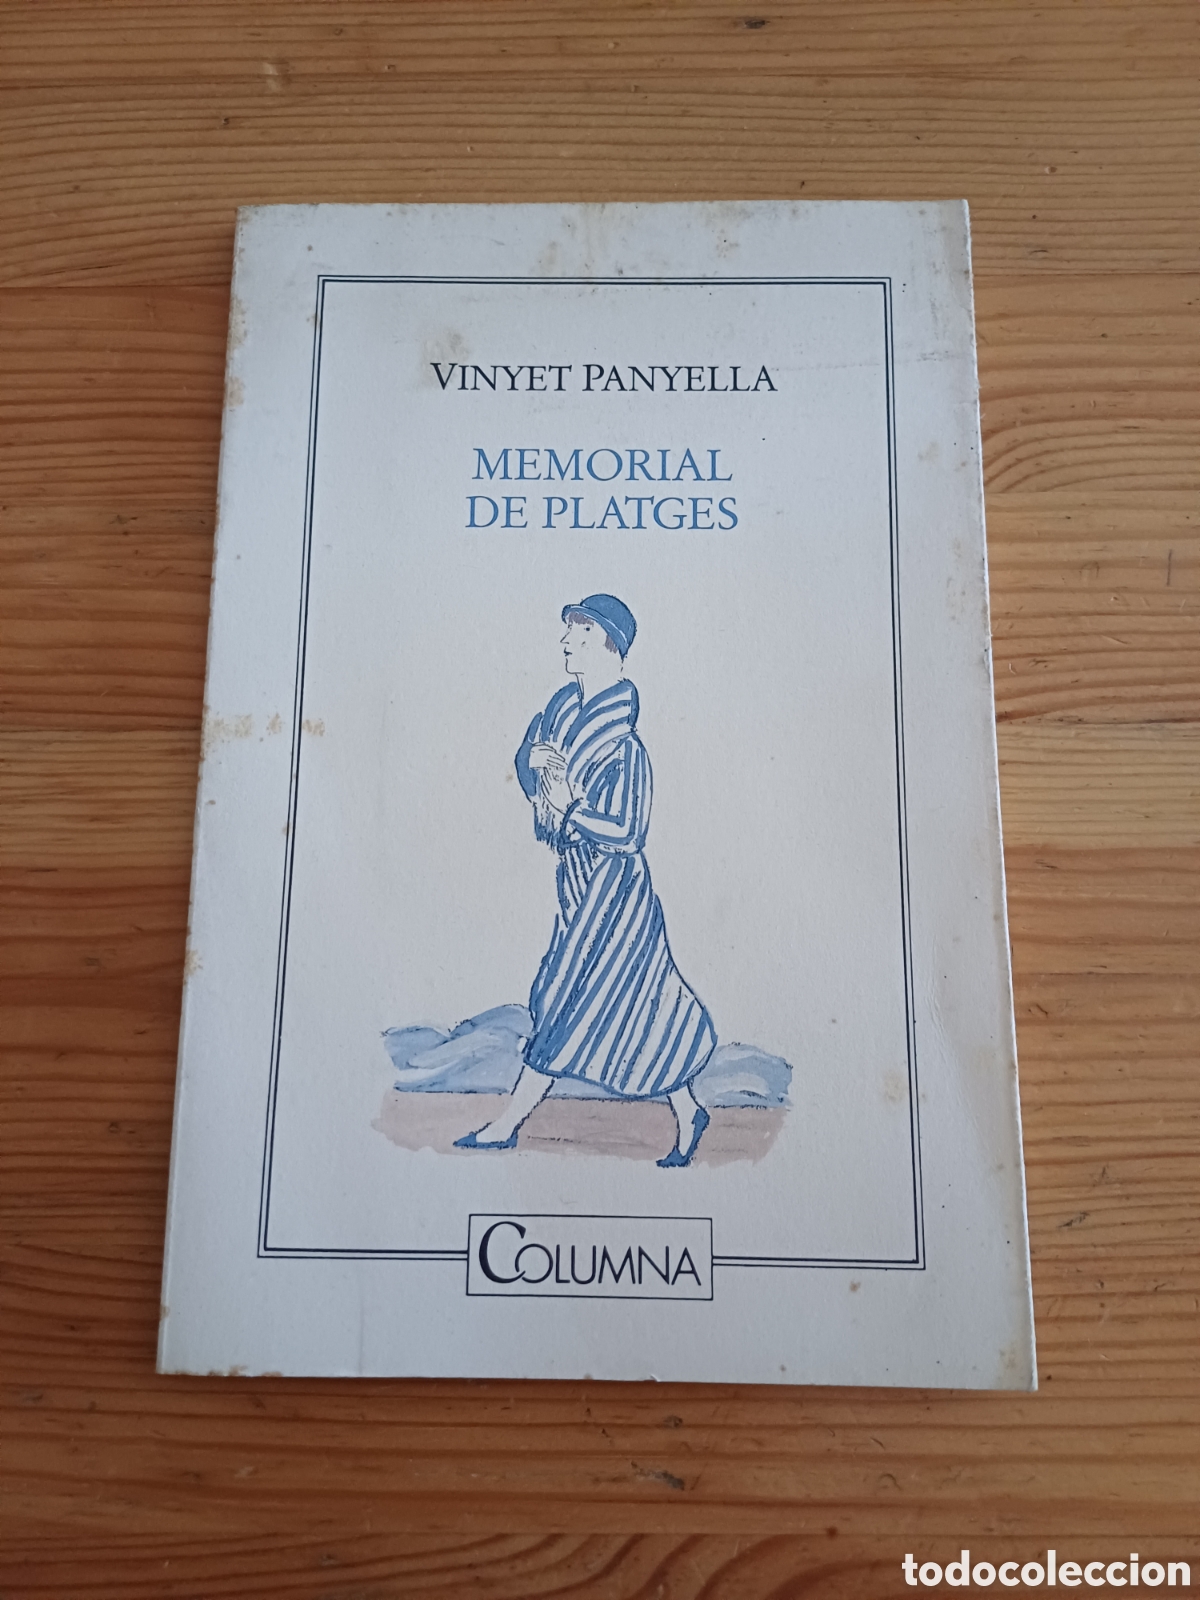 VINYET PANYELLA
MEMORIAL
DE PLATGES
COLUMNA
todocoleccion